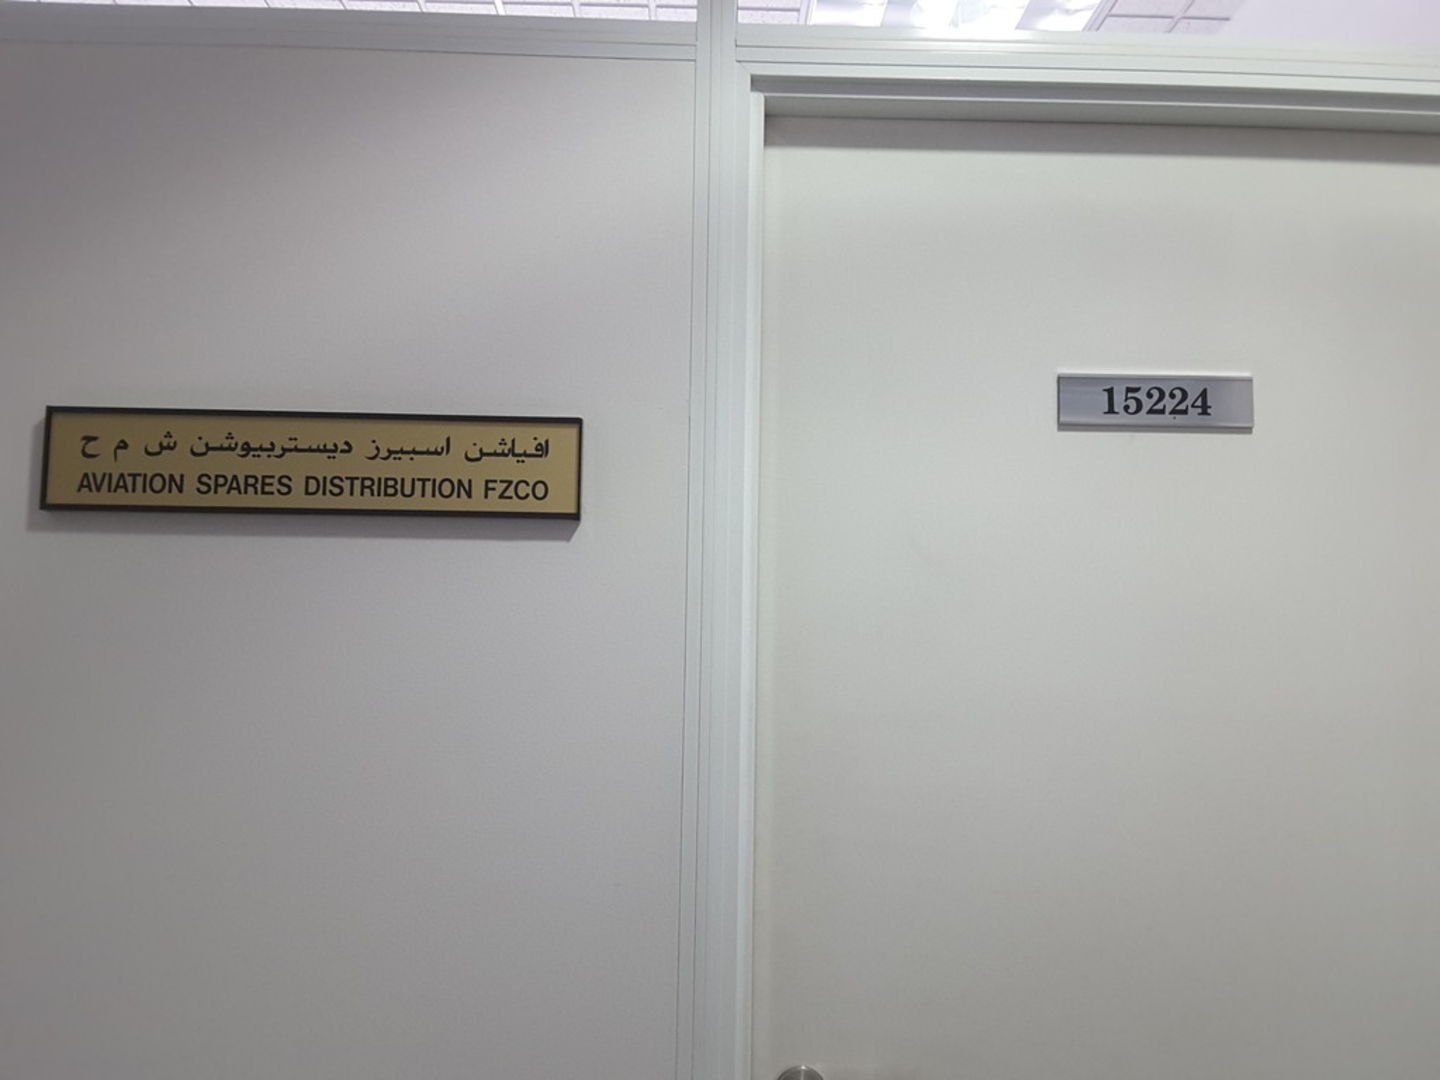 افياشن اسبيرز ديستربيوشن ش م ح
AVIATION SPARES DISTRIBUTION FZCO
15224